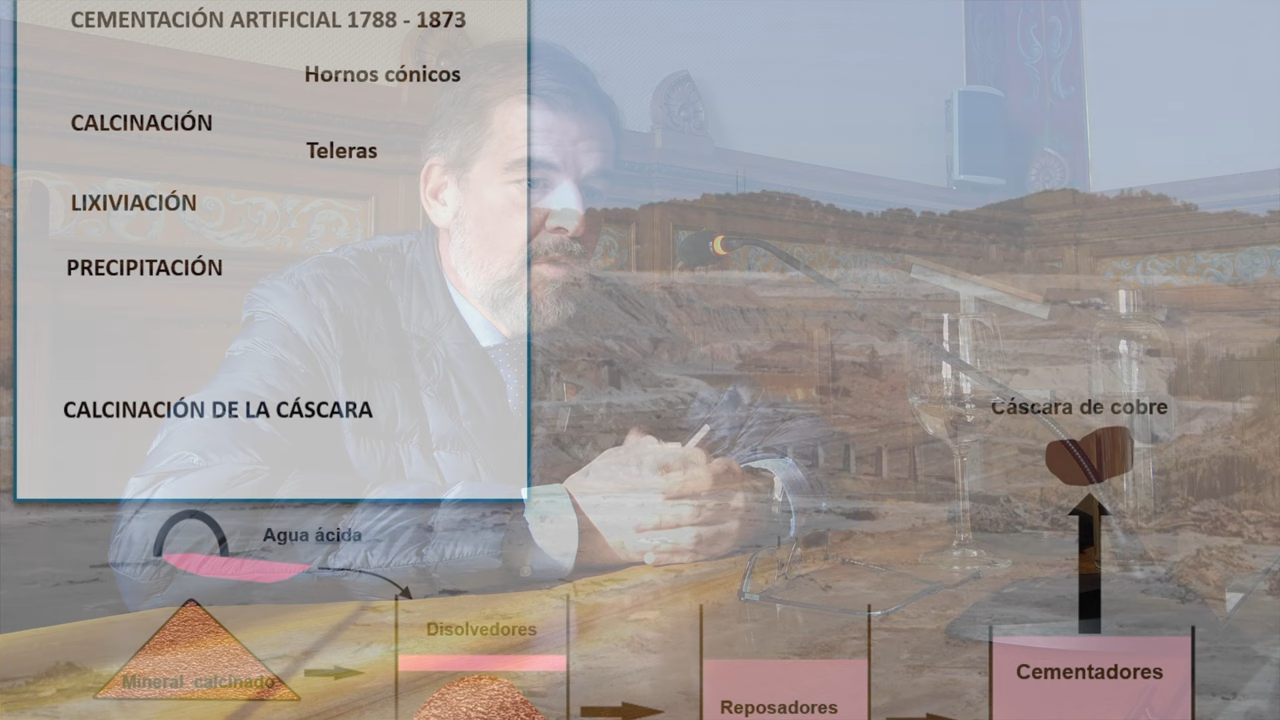 CEMENTACIÓN ARTIFICIAL 1788 - 1873
Hornos cónicos
CALCINACIÓN
Teleras
LIXIVIACIÓN
PRECIPITACIÓN
CALCINACIÓN DE LA CÁSCARA
Cáscara de cobre
Agua ácida
Disolvedores
Mineral calcinado
Cementadores
Reposadores